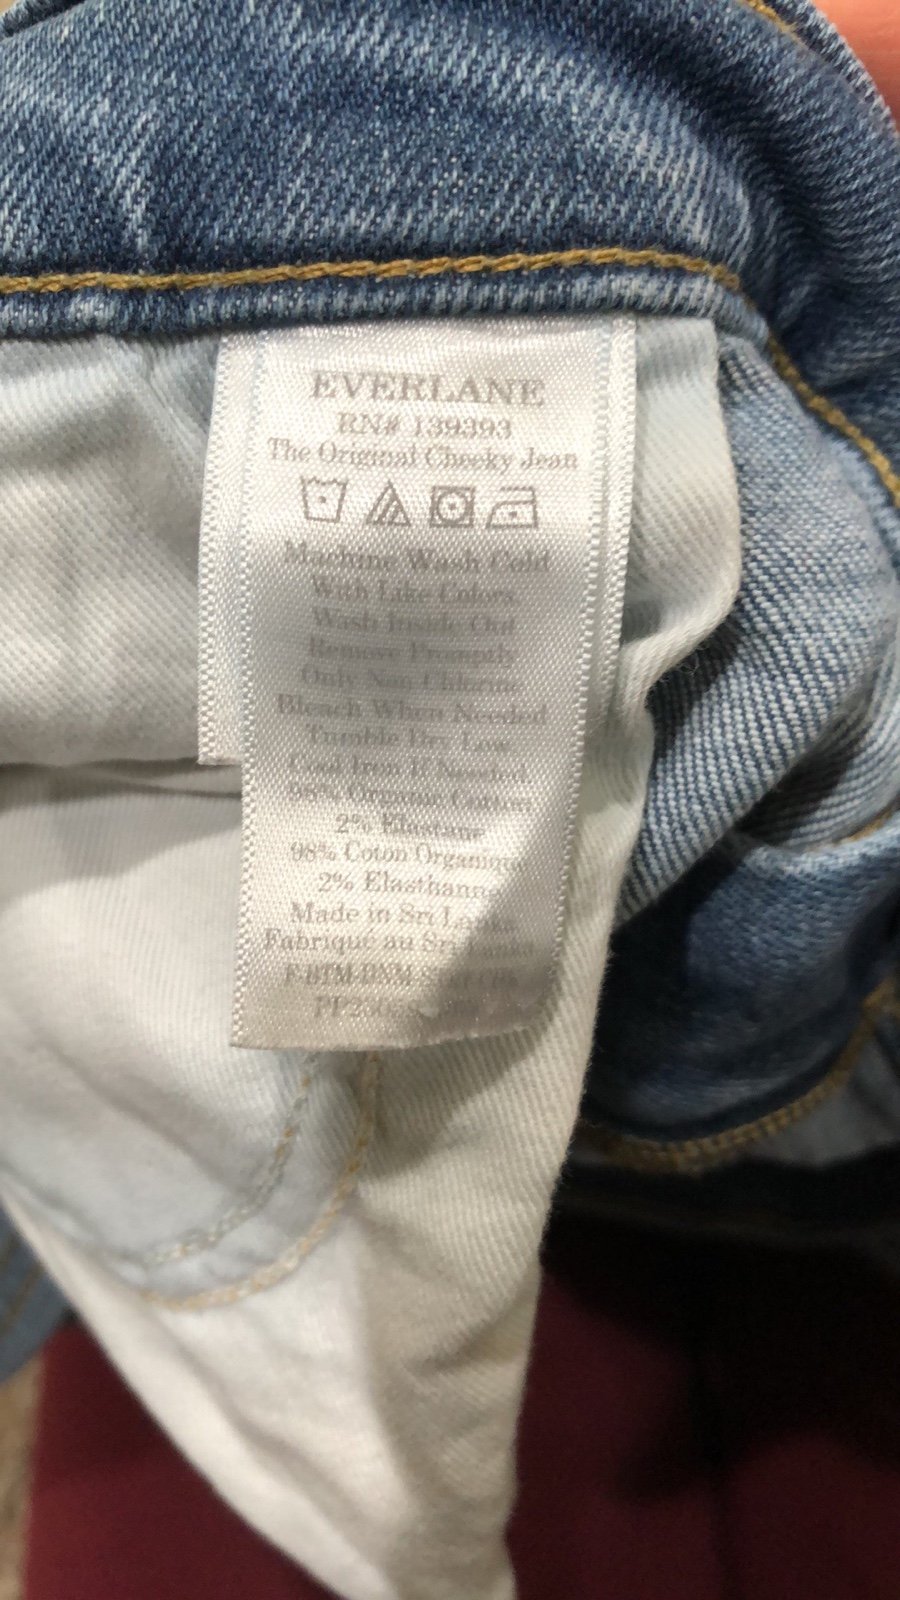 EVERLANE
RN# 139393
The Original Cheeky Jean
Machine Wash Cold
With Like Colors.
Wash Inside Out
Remove Promptly
Only Non Chlorine
Bleach When Needed
Tumble Dry Low
Cool Iron If Needed
98% Organic Cotton
2% Elastane
98% Coton Organique
2% Elasthanne
Made in Sri Lanka
Fabriqué au Sri Lanka